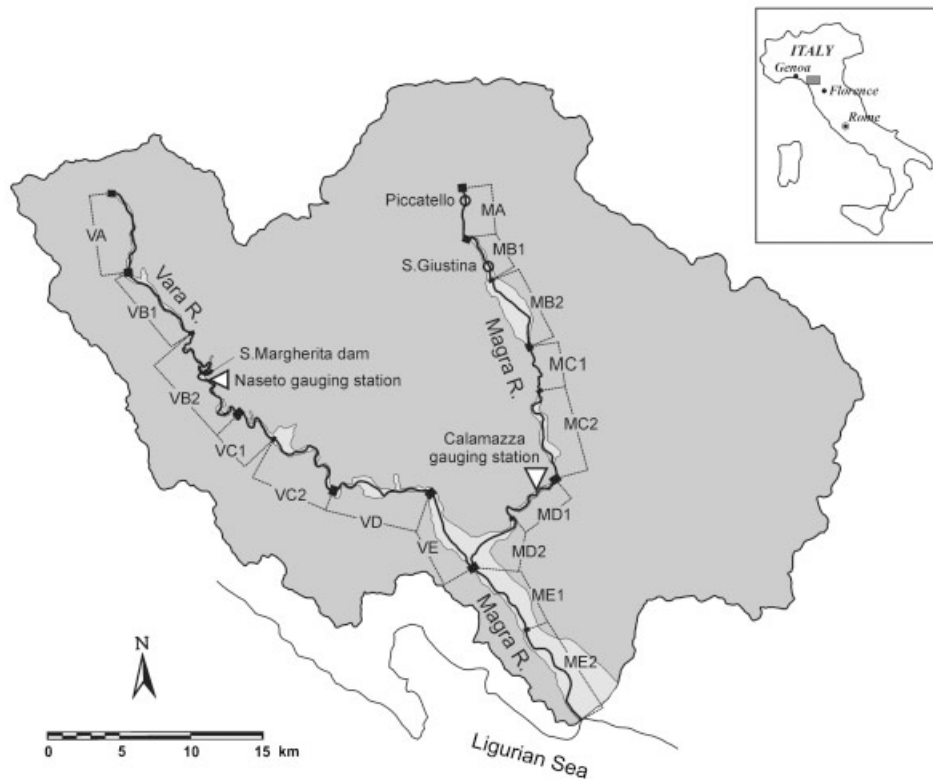 ITALY
Genoa
Florence
Rome
Piccatello
MA
VA
MB1
S.Giustina
Vara R.
MB2
VB1
Magra R.
S.Margherita dam
MC1
Naseto gauging station
VB2
MC2
Calamazza
gauging station
VC1
VC2
MD1
VD
MD2
VE
ME1
Magra R.
ME2
N
0 5 10 15 km
Ligurian Sea